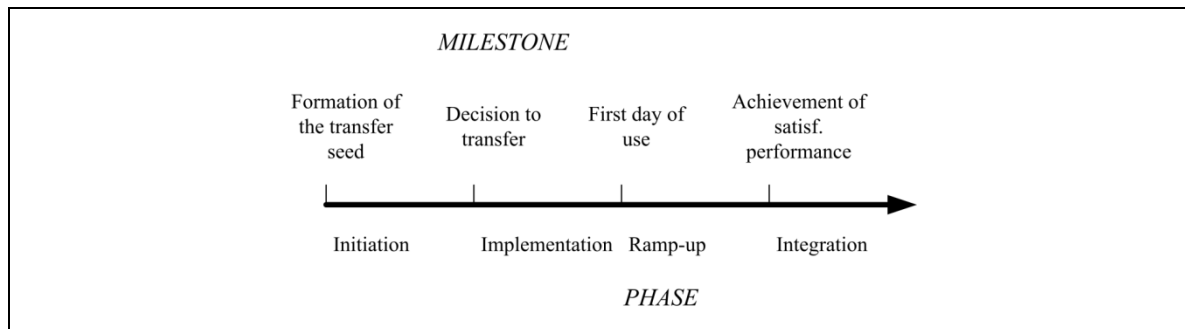 MILESTONE
Formation of
the transfer
seed
Decision to
transfer
First day of
use
Achievement of
satisf.
performance
Initiation
Implementation
Ramp-up
Integration
PHASE